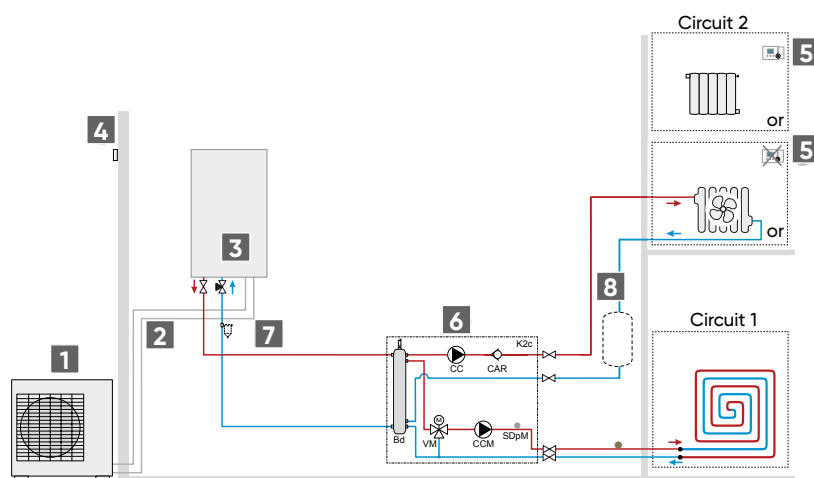 Circuit 2
5
or
4
5
or
3
8
2
7
6
Circuit 1
K2c
1
CC
CAR
M
Bd
VM
CCM
SDpM